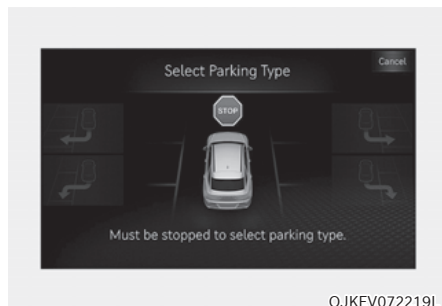 Select Parking Type
Cancel
STOP
Must be stopped to select parking type.
OJKEV072219L